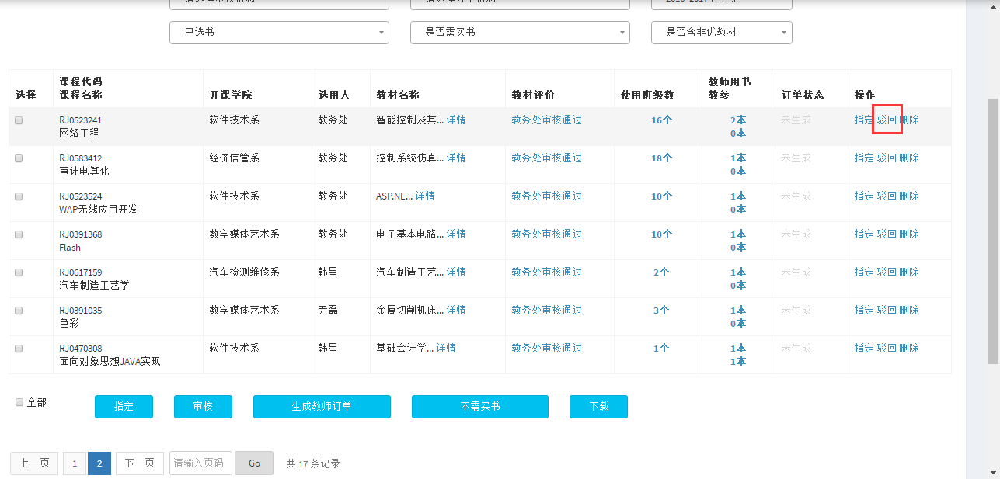 已选书 是否需买书 是否含非优教材
选择 课程代码 课程名称 开课学院 选用人 教材名称 教材评价 使用班级数 教师用书 教参 订单状态 操作
RJ0523241 软件技术系 教务处 智能控制及其... 详情 教务处审核通过 16个 2本 未生成 指定 驳回 删除
网络工程 0本
RJ0583412 经济信管系 教务处 控制系统仿真... 详情 教务处审核通过 18个 1本 未生成 指定 驳回 删除
审计电算化 0本
RJ0523524 软件技术系 教务处 ASP.NE... 详情 教务处审核通过 10个 1本 未生成 指定 驳回 删除
WAP无线应用开发 0本
RJ0391368 数字媒体艺术系 教务处 电子基本电路... 详情 教务处审核通过 10个 1本 未生成 指定 驳回 删除
Flash 0本
RJ0617159 汽车检测维修系 韩星 汽车制造工艺... 详情 教务处审核通过 2个 1本 未生成 指定 驳回 删除
汽车制造工艺学 0本
RJ0391035 数字媒体艺术系 尹磊 金属切削机床... 详情 教务处审核通过 3个 1本 未生成 指定 驳回 删除
色彩 0本
RJ0470308 软件技术系 韩星 基础会计学... 详情 教务处审核通过 1个 1本 未生成 指定 驳回 删除
面向对象思想JAVA实现 1本
全部 指定 审核 生成教师订单 不需买书 下载
上一页 1 2 下一页 请输入页码 Go 共 17 条记录